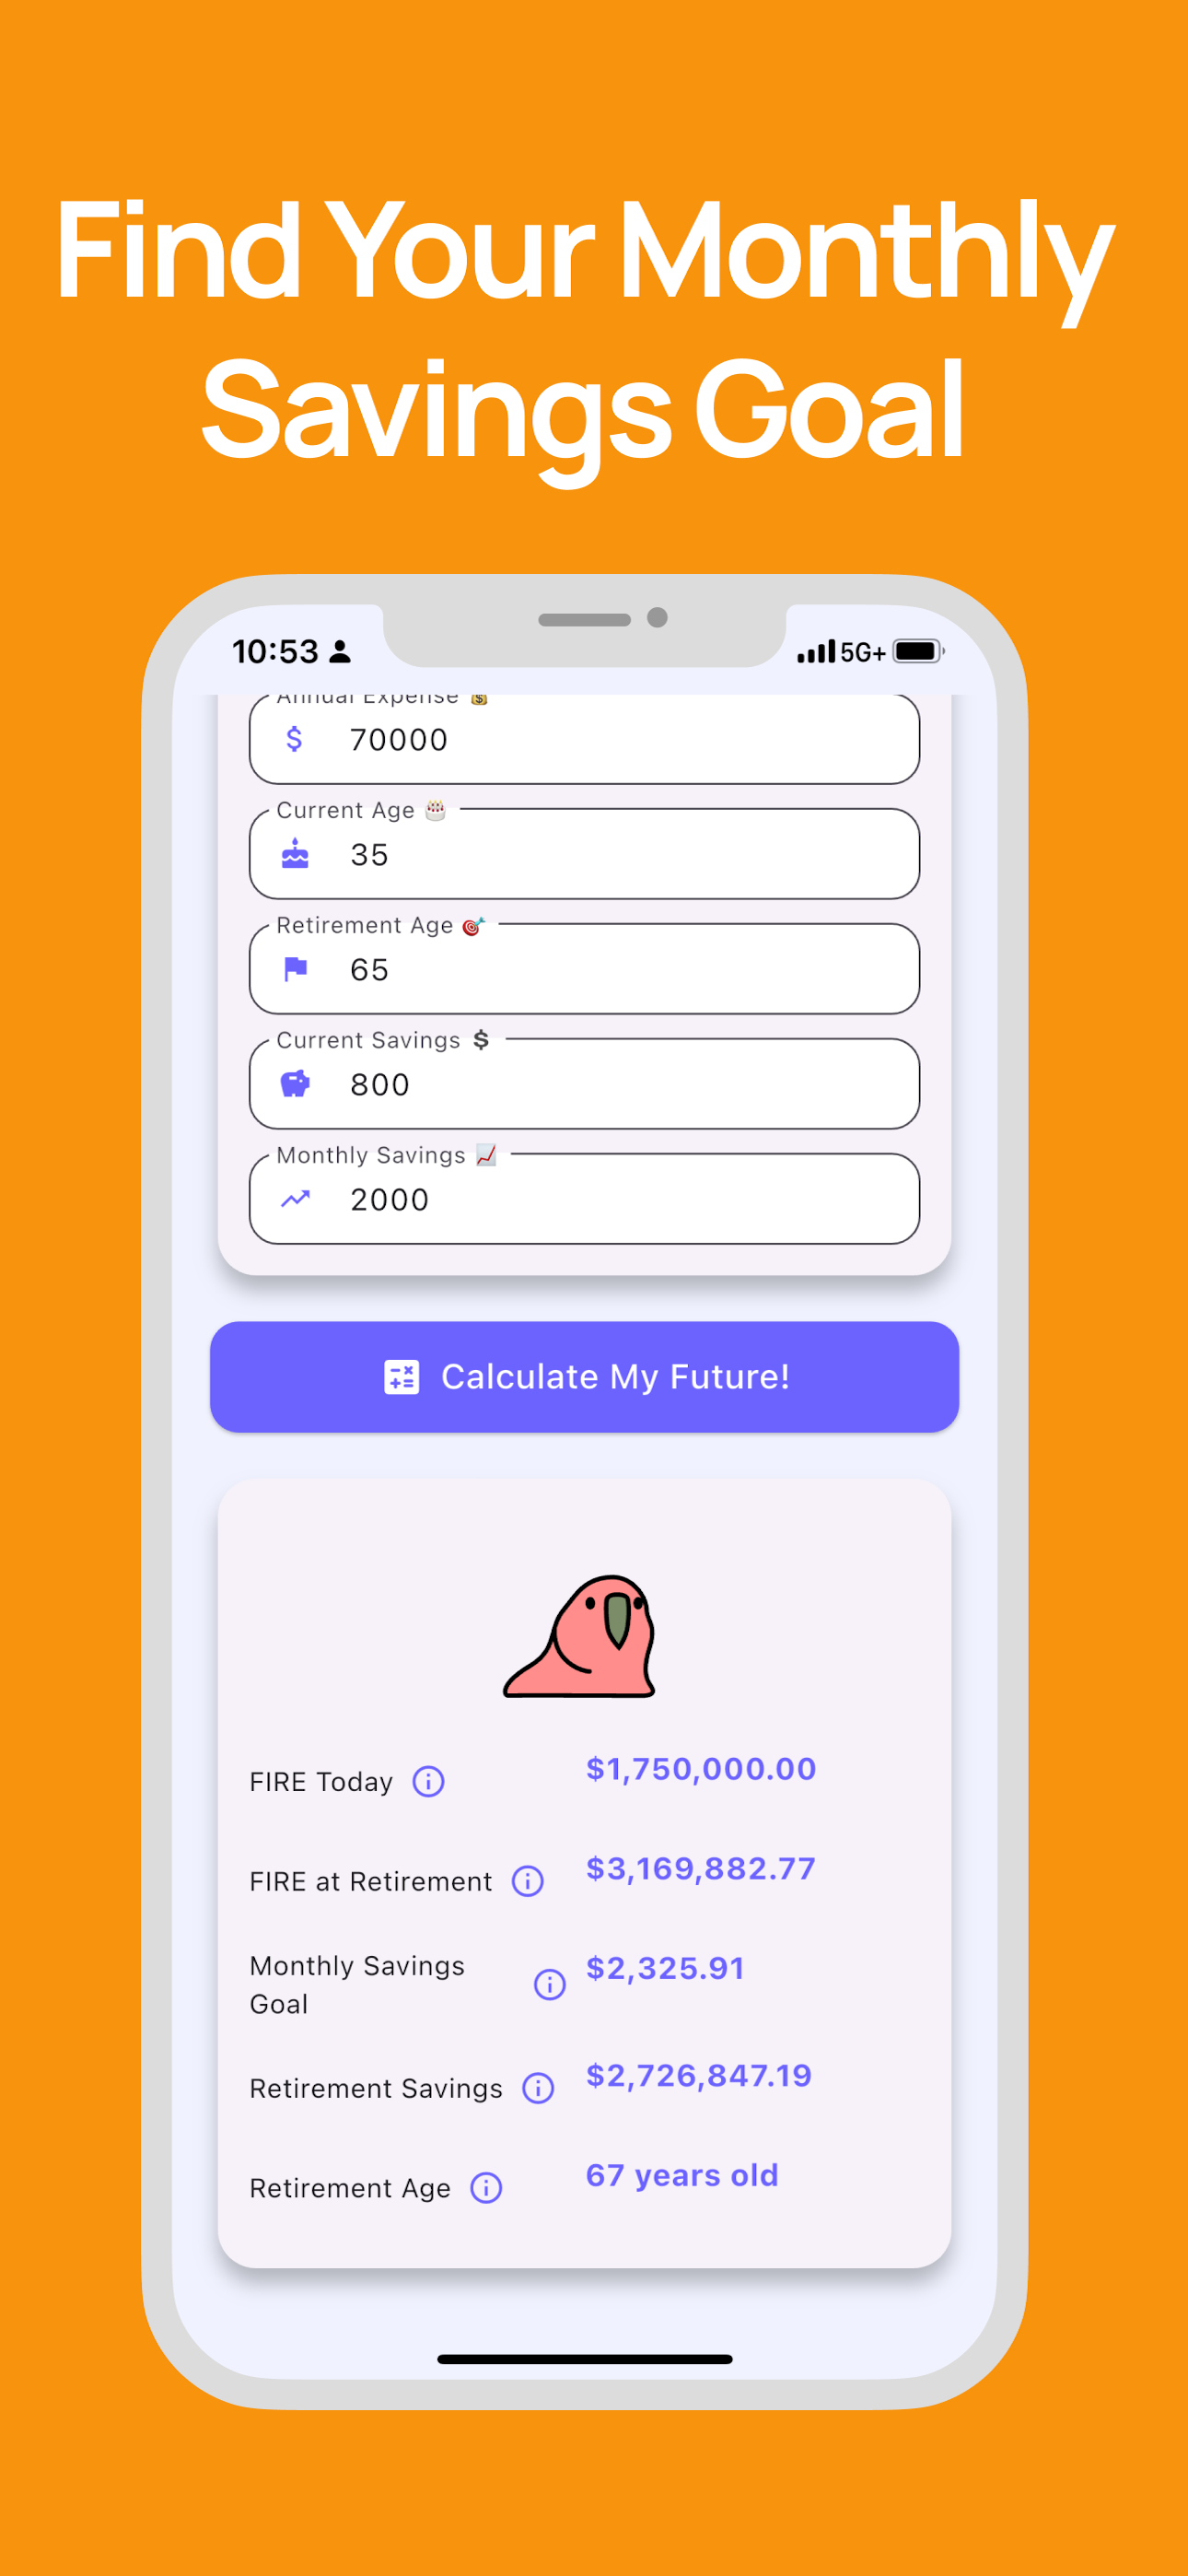 Find Your Monthly
Savings Goal
10:53
5G+
Annual Expense 💰
$ 70000
Current Age 🎂
35
Retirement Age 🎯
65
Current Savings 💲
800
Monthly Savings 📈
2000
Calculate My Future!
FIRE Today $1,750,000.00
FIRE at Retirement $3,169,882.77
Monthly Savings
Goal $2,325.91
Retirement Savings $2,726,847.19
Retirement Age 67 years old